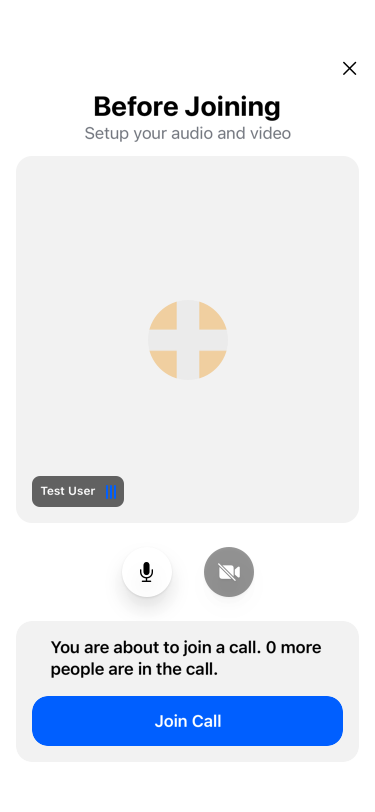 Before Joining
Setup your audio and video
Test User
You are about to join a call. 0 more
people are in the call.
Join Call